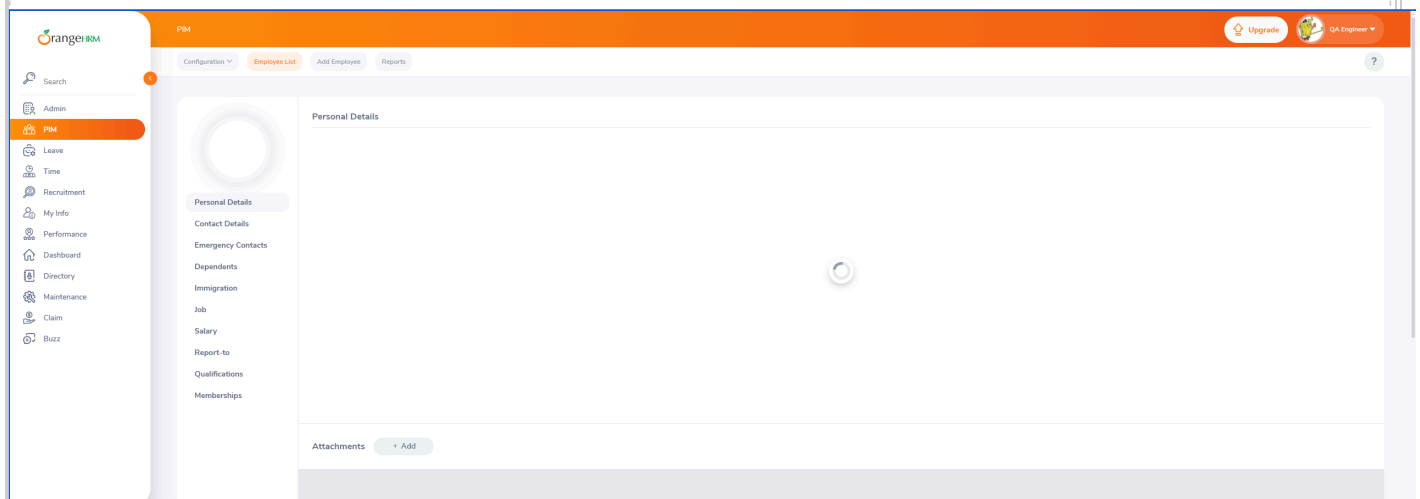 OrangeHRM
PIM
Upgrade
QA Engineer
Configuration
Employee List
Add Employee
Reports
?
Search
Admin
PIM
Leave
Time
Recruitment
My Info
Performance
Dashboard
Directory
Maintenance
Claim
Buzz
Personal Details
Contact Details
Emergency Contacts
Dependents
Immigration
Job
Salary
Report-to
Qualifications
Memberships
Personal Details
Attachments
+ Add